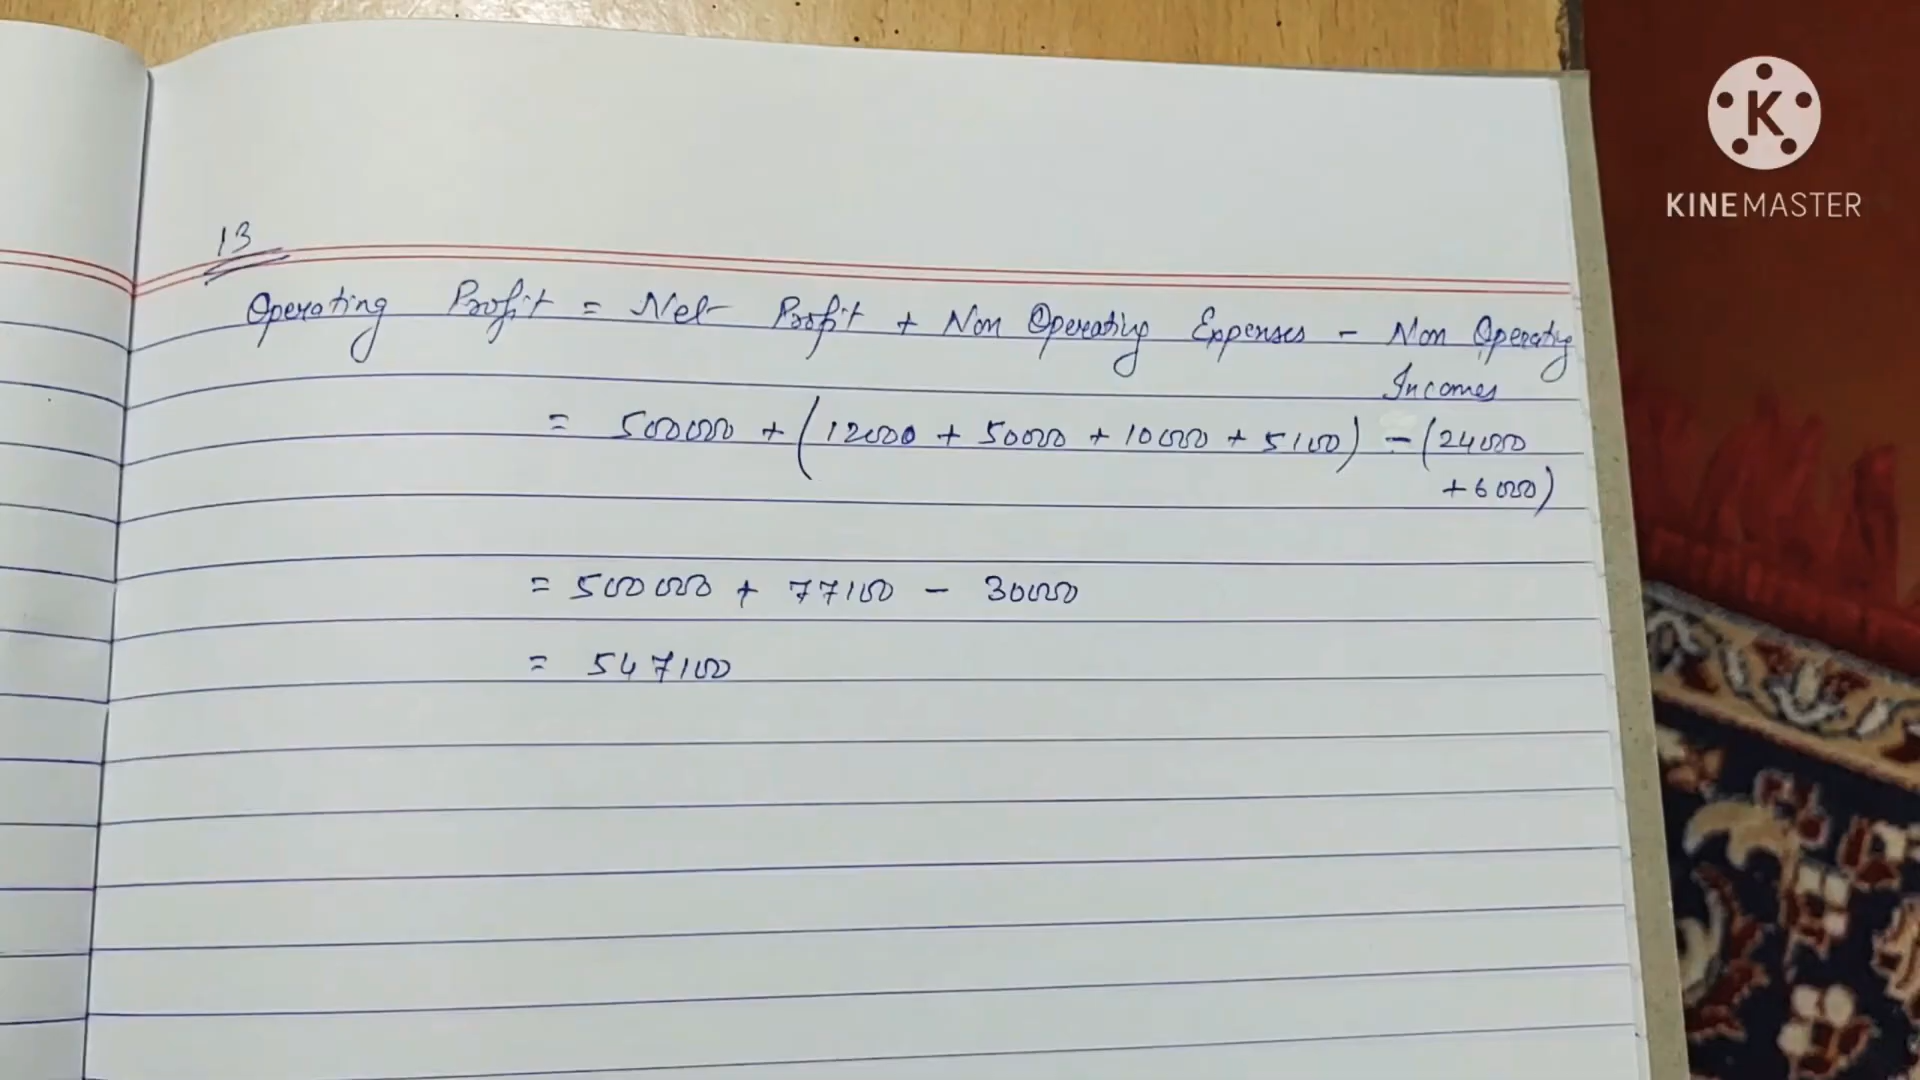 13
Operating Profit = Net Profit + Non Operating Expenses - Non Operating
Incomes
= 500000 + (12000 + 50000 + 10000 + 5100) - (24000
+ 6000)
= 500000 + 77100 - 30000
= 547100
K
KINEMASTER